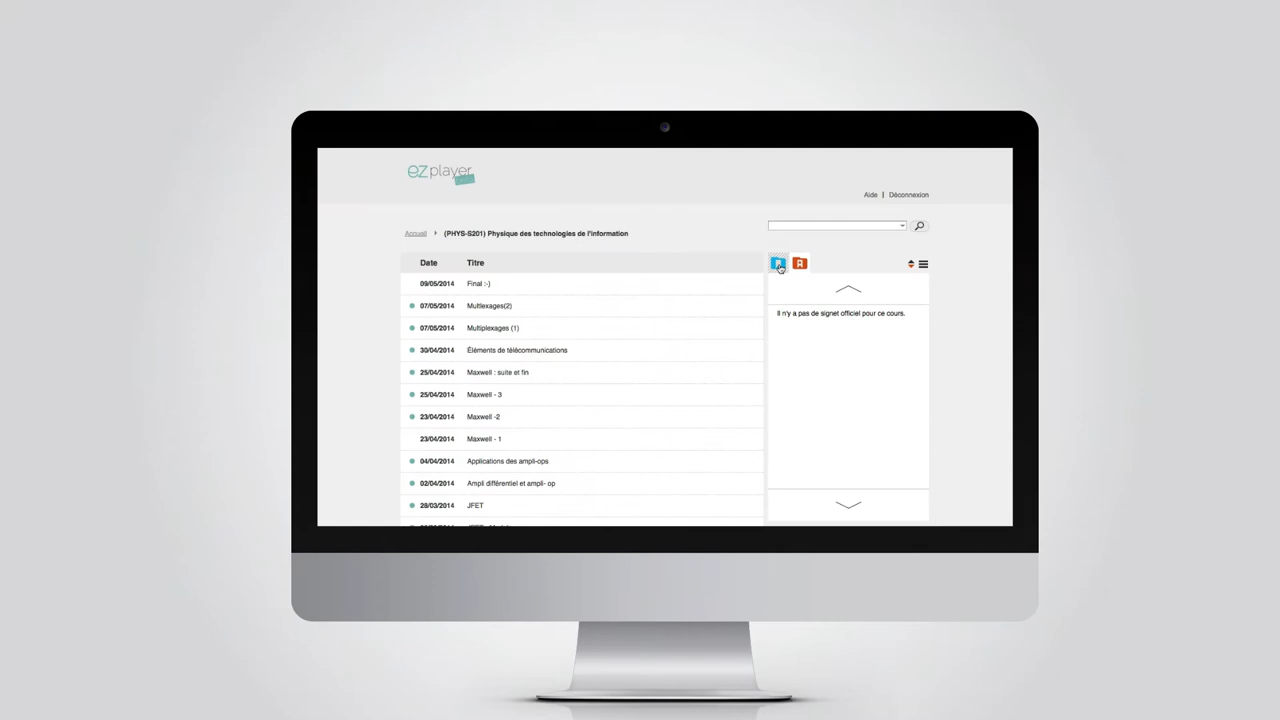 ezplayer
Aide | Déconnexion
Accueil (PHYS-S201) Physique des technologies de l'information
Date Titre
09/05/2014 Final :-)
07/05/2014 Multlexages(2)
07/05/2014 Multiplexages (1)
30/04/2014 Éléments de télécommunications
25/04/2014 Maxwell : suite et fin
25/04/2014 Maxwell - 3
23/04/2014 Maxwell -2
23/04/2014 Maxwell - 1
04/04/2014 Applications des ampli-ops
02/04/2014 Ampli différentiel et ampli- op
28/03/2014 JFET
Il n'y a pas de signet officiel pour ce cours.